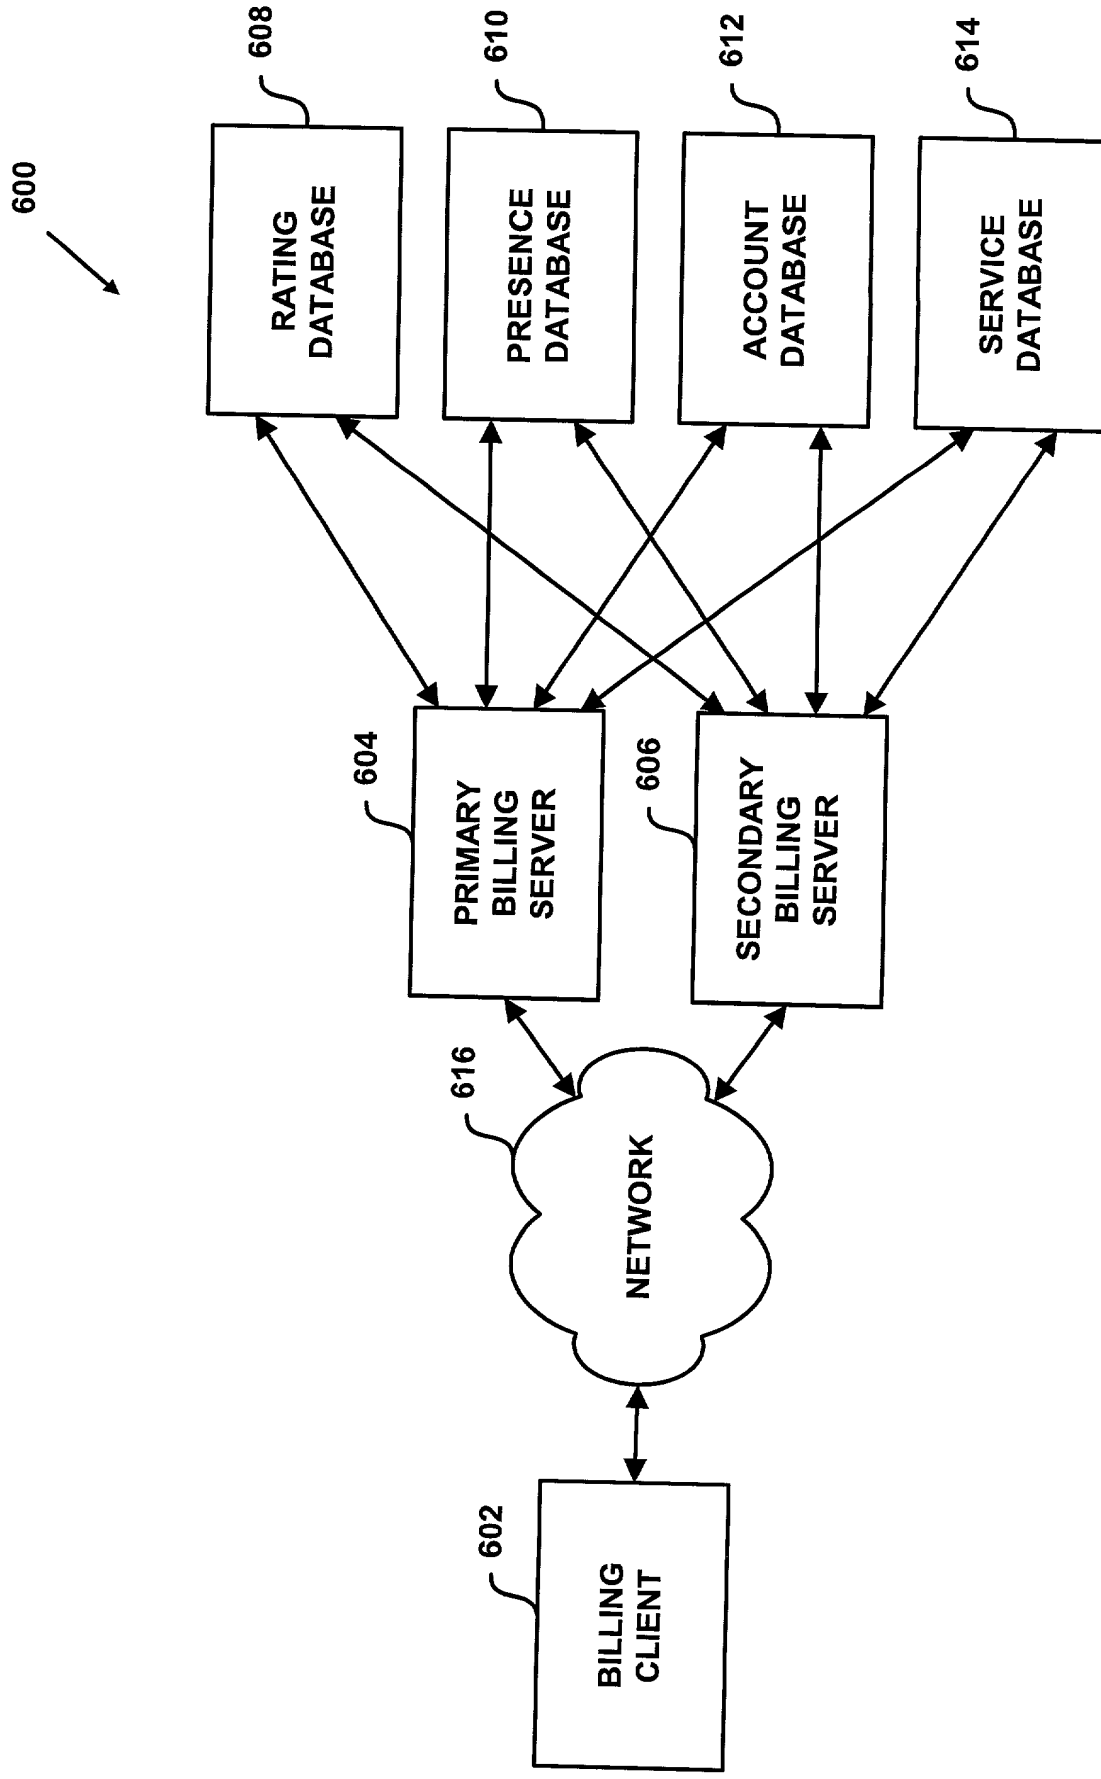 600
608
RATING
DATABASE
610
PRESENCE
DATABASE
612
ACCOUNT
DATABASE
614
SERVICE
DATABASE
604
PRIMARY
BILLING
SERVER
606
SECONDARY
BILLING
SERVER
616
NETWORK
602
BILLING
CLIENT